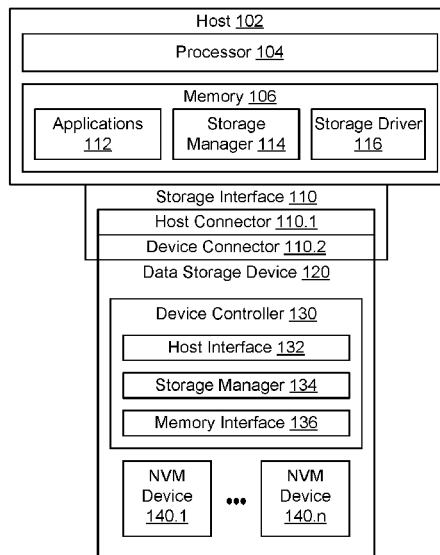 Host 102
Processor 104
Memory 106
Applications
112
Storage
Manager 114
Storage Driver
116
Storage Interface 110
Host Connector 110.1
Device Connector 110.2
Data Storage Device 120
Device Controller 130
Host Interface 132
Storage Manager 134
Memory Interface 136
NVM
Device
140.1
•••
NVM
Device
140.n